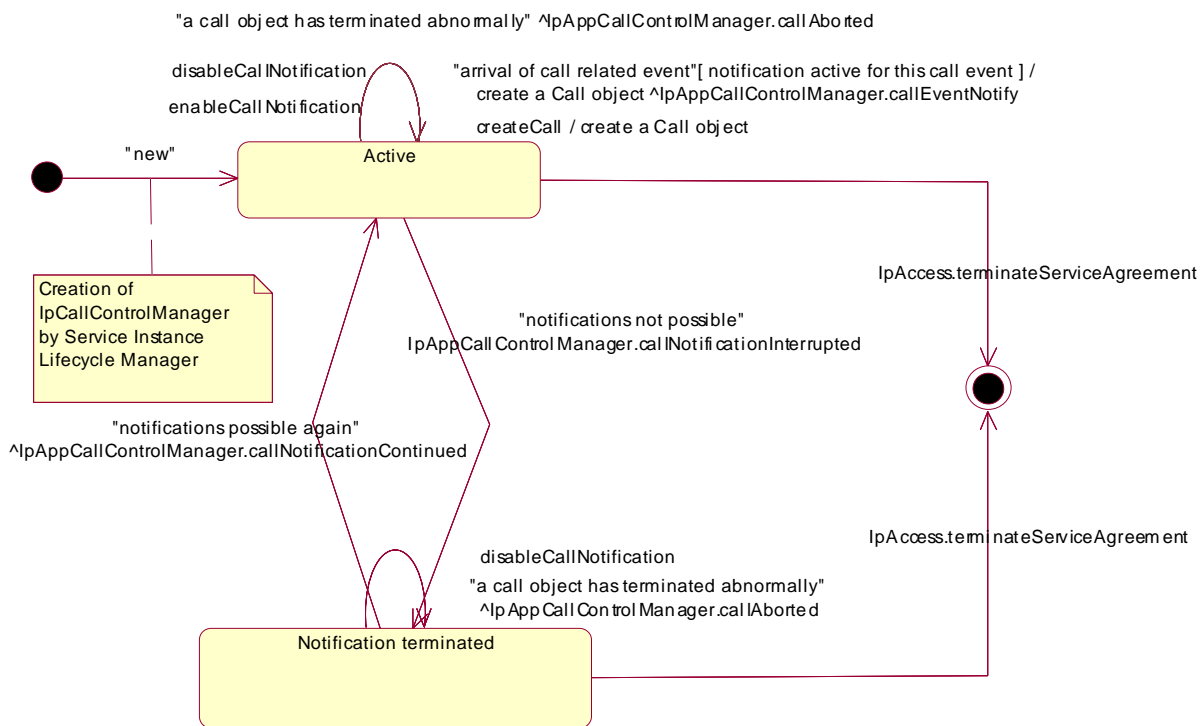 "a call object has terminated abnormally" ^IpAppCallControlManager.callAborted
disableCallNotification
"arrival of call related event"[ notification active for this call event ] /
enableCallNotification
create a Call object ^IpAppCallControlManager.callEventNotify
createCall / create a Call object
"new"
Active
IpAccess.terminateServiceAgreement
Creation of
IpCallControlManager
by Service Instance
Lifecycle Manager
"notifications not possible"
IpAppCallControlManager.callNotificationInterrupted
"notifications possible again"
^IpAppCallControlManager.callNotificationContinued
IpAccess.terminateServiceAgreement
disableCallNotification
"a call object has terminated abnormally"
^IpAppCallControlManager.callAborted
Notification terminated